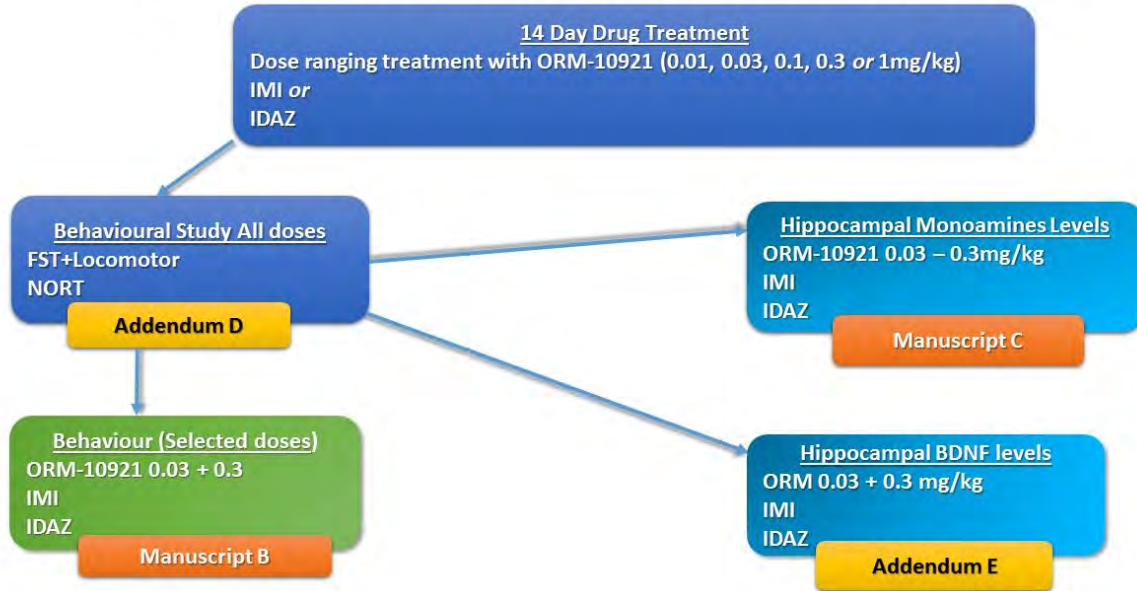 14 Day Drug Treatment
Dose ranging treatment with ORM-10921 (0.01, 0.03, 0.1, 0.3 or 1mg/kg)
IMI or
IDAZ
Behavioural Study All doses
FST+Locomotor
NORT
Addendum D
Hippocampal Monoamines Levels
ORM-10921 0.03 – 0.3mg/kg
IMI
IDAZ
Manuscript C
Behaviour (Selected doses)
ORM-10921 0.03 + 0.3
IMI
IDAZ
Manuscript B
Hippocampal BDNF levels
ORM 0.03 + 0.3 mg/kg
IMI
IDAZ
Addendum E